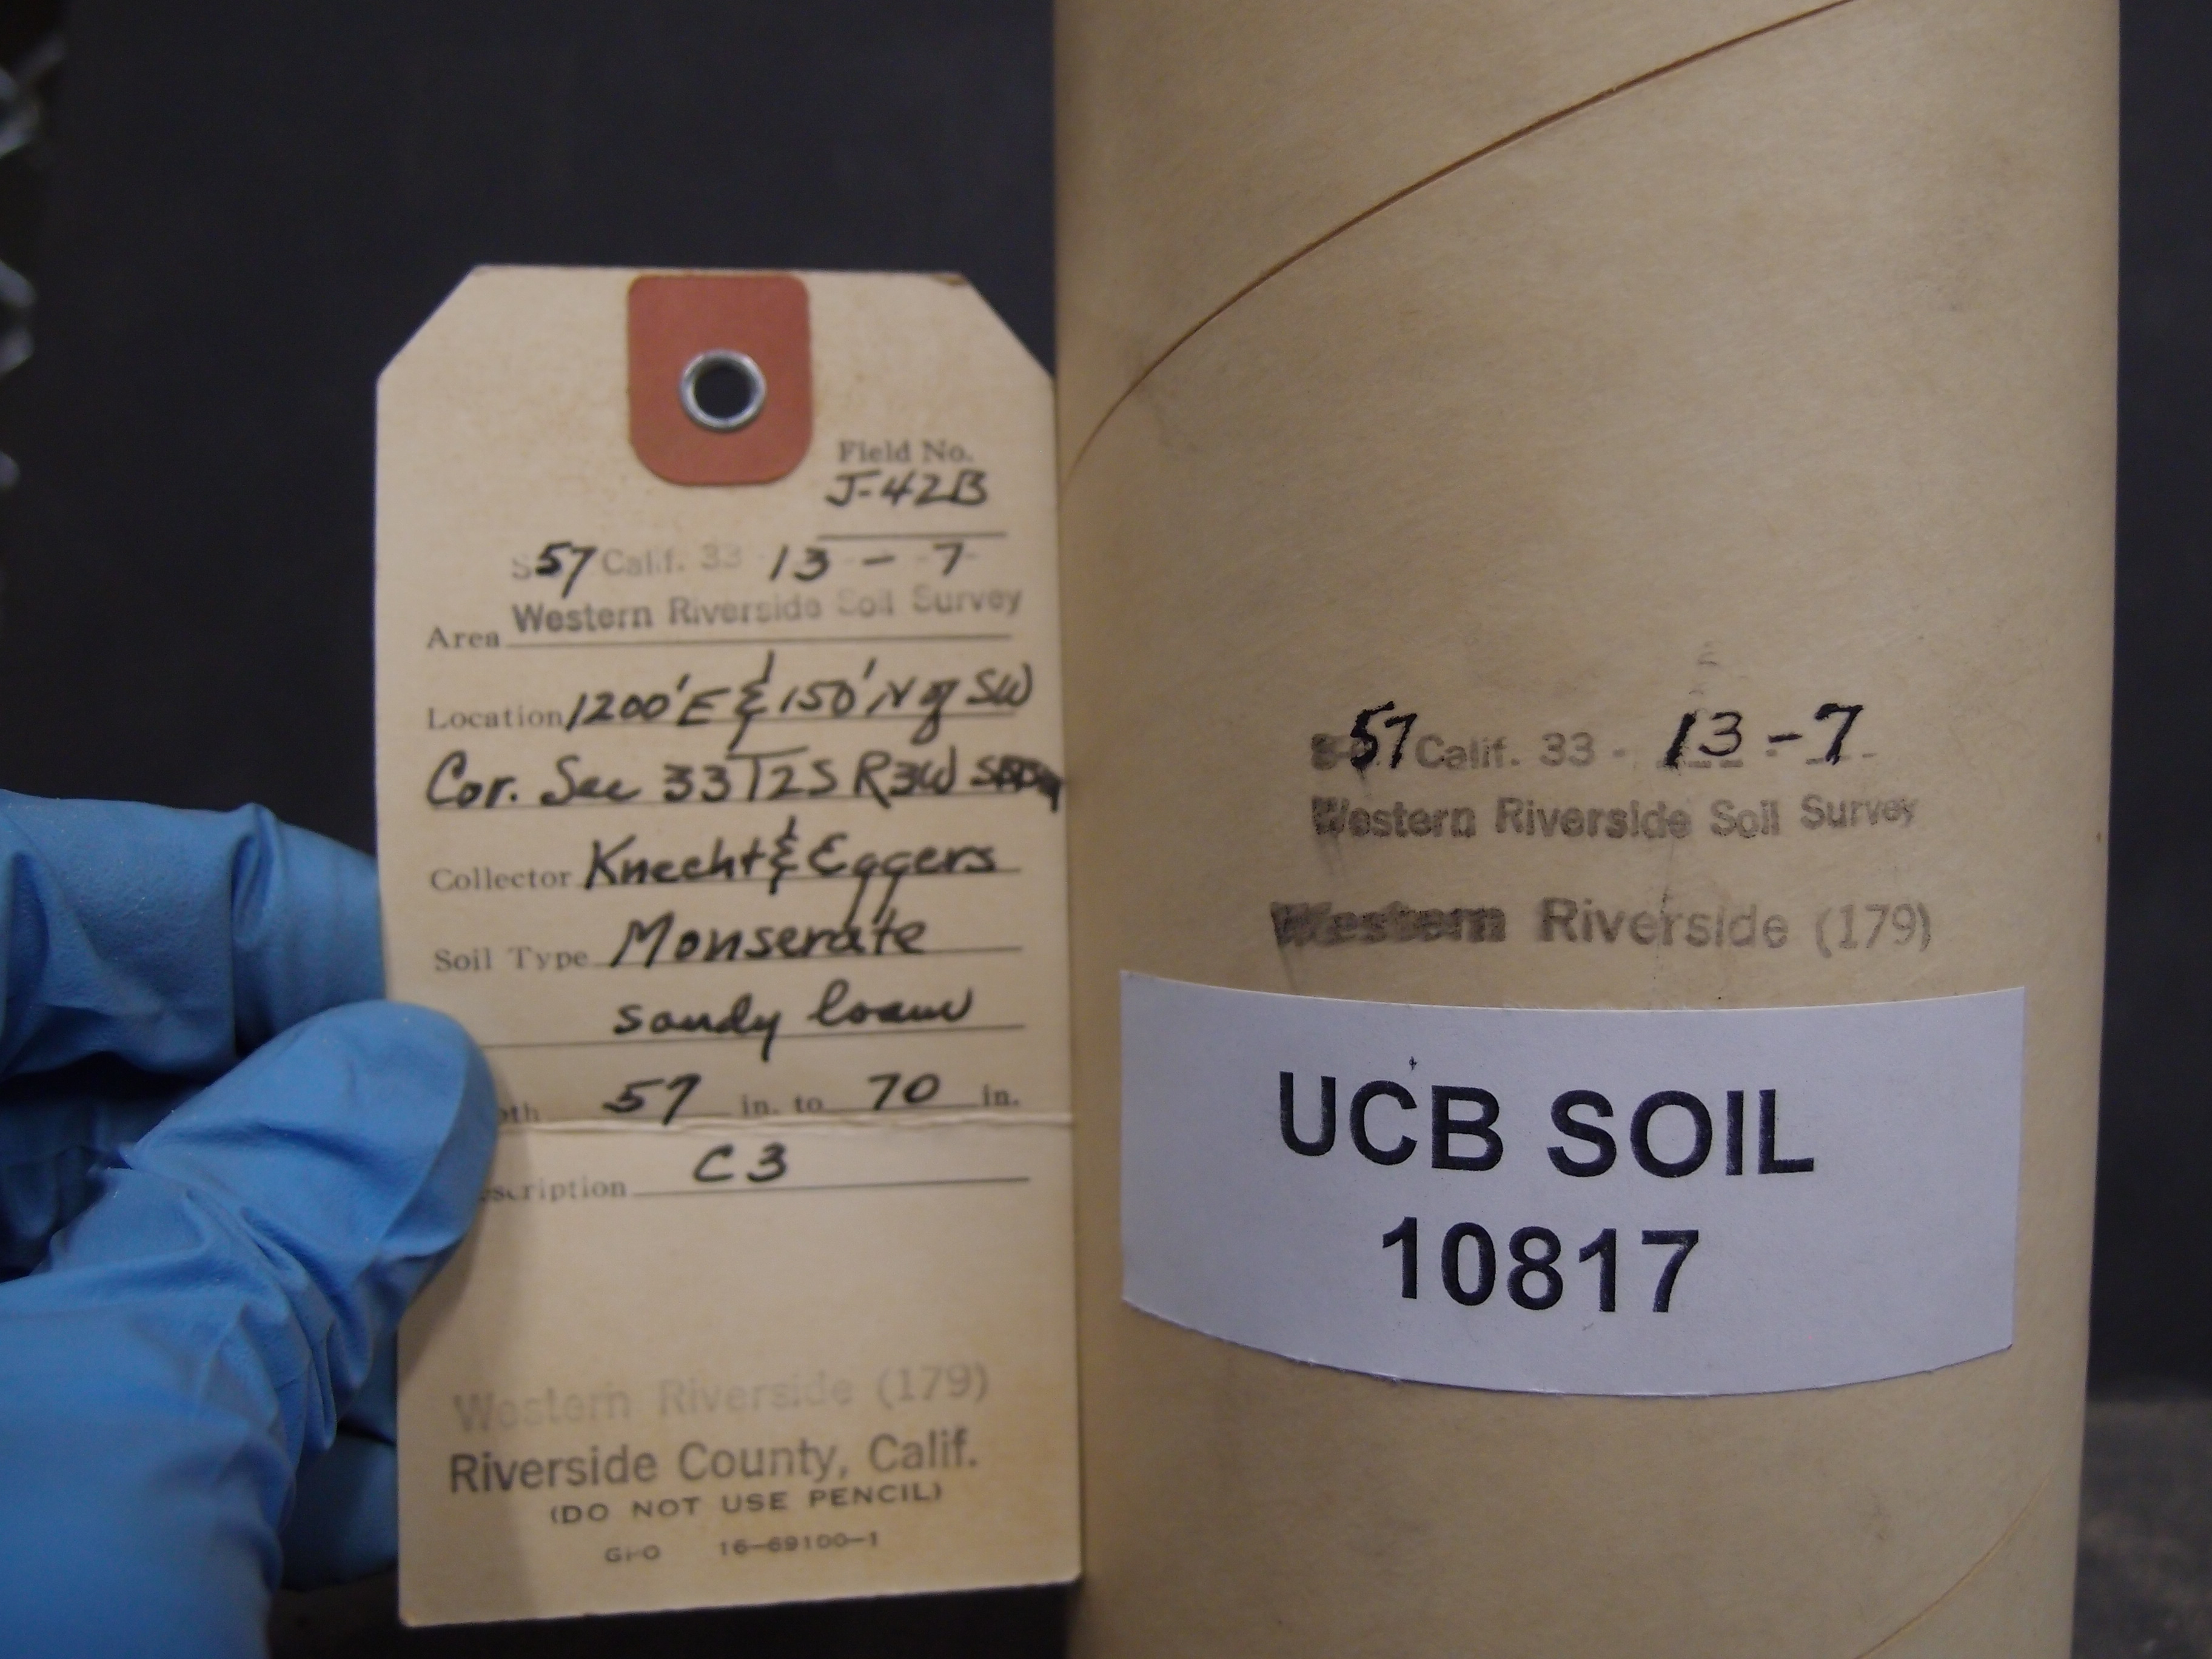 Field No.
J-42B
S 57 Calif. 33 13 - 7
Area Western Riverside Soil Survey
Location 1200' E & 150' N of SW
Cor. Sec 33 T2S R3W
Collector Knecht & Eggers
Soil Type Monserate
sandy loam
57 in. to 70 in.
C3
Western Riverside (179)
Riverside County, Calif.
(DO NOT USE PENCIL)
GPO 16—69100-1
S-57 Calif. 33 - 13 - 7
Western Riverside Soil Survey
Western Riverside (179)
UCB SOIL
10817